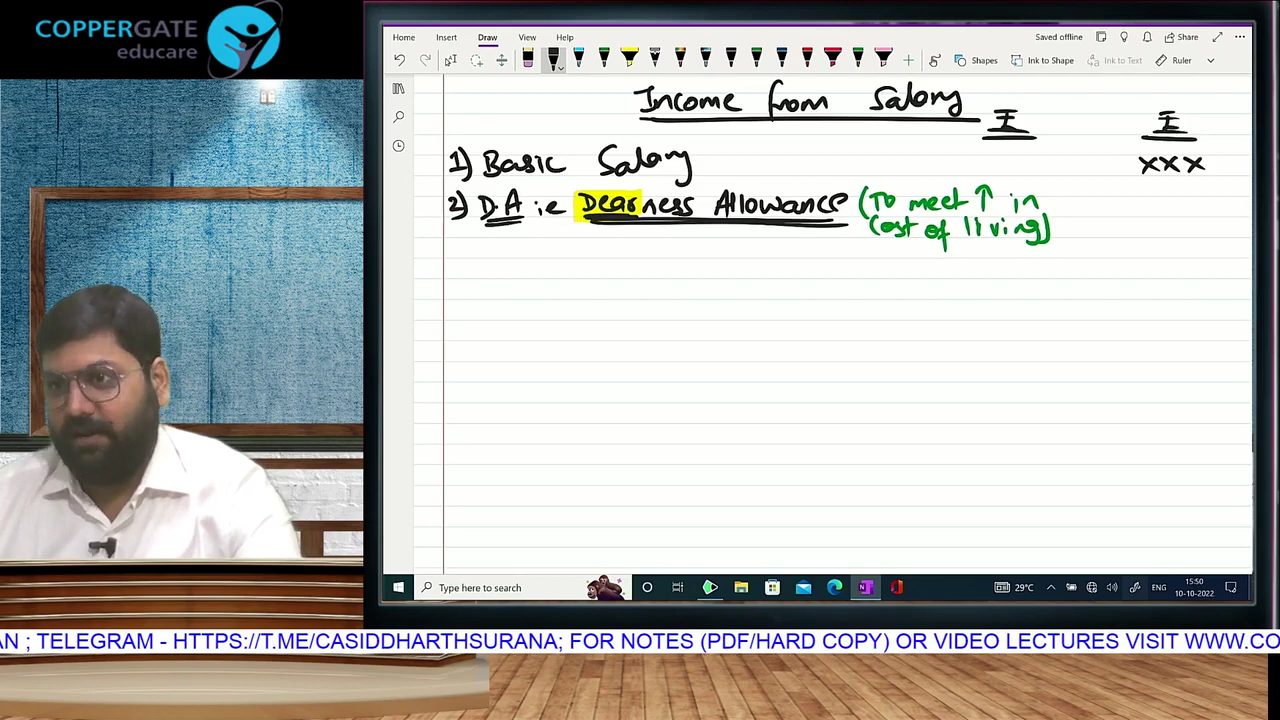 COPPERGATE
educare
Home Insert Draw View Help
Saved offline
Share
Shapes
Ink to Shape
Ink to Text
Ruler
Income from Salary
₹ ₹
1) Basic Salary xxx
2) D.A ie Dearness Allowance (To meet ↑ in
Cost of living)
Type here to search
29°C
ENG
15:50
10-10-2022
AN ; TELEGRAM - HTTPS://T.ME/CASIDDHARTHSURANA; FOR NOTES (PDF/HARD COPY) OR VIDEO LECTURES VISIT WWW.CO